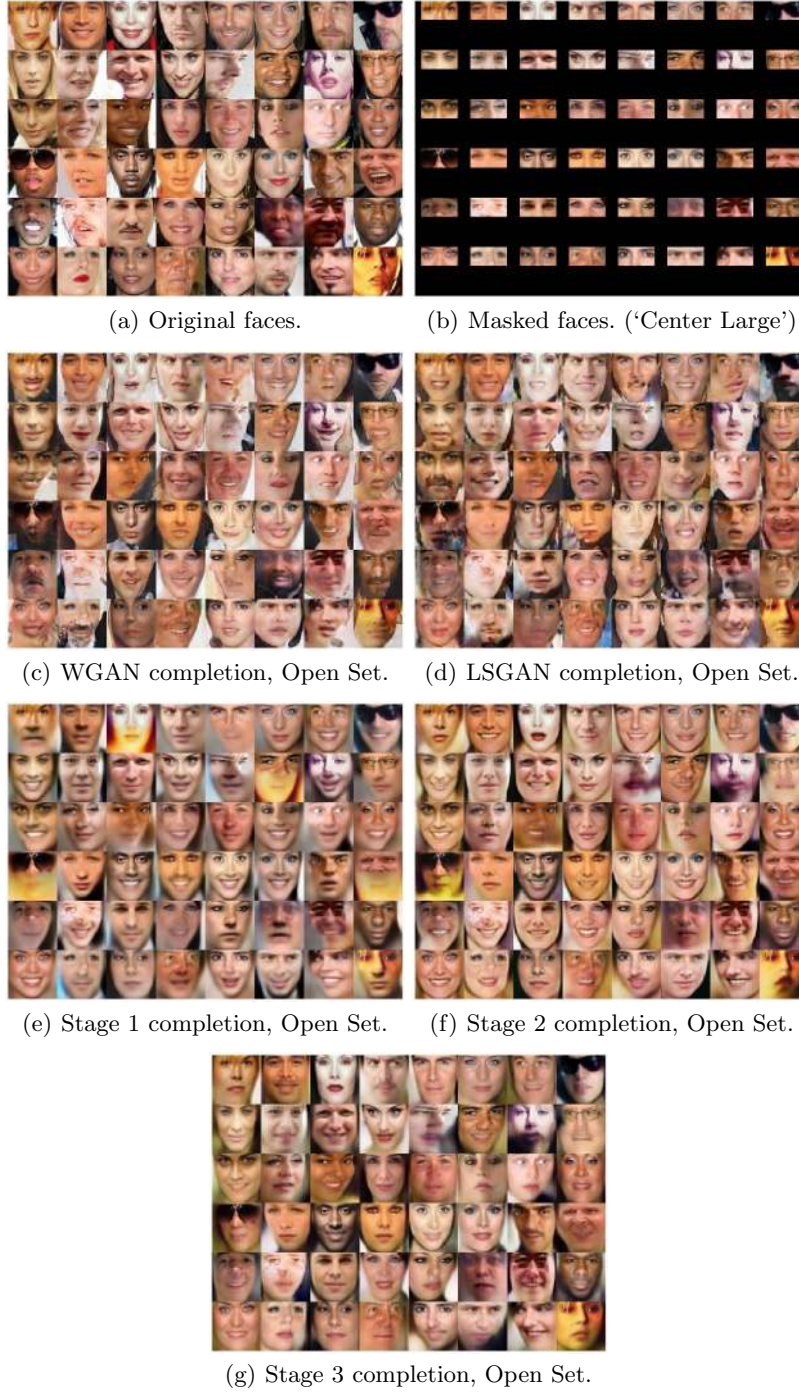 (a) Original faces.
(b) Masked faces. (‘Center Large’)
(c) WGAN completion, Open Set.
(d) LSGAN completion, Open Set.
(e) Stage 1 completion, Open Set.
(f) Stage 2 completion, Open Set.
(g) Stage 3 completion, Open Set.